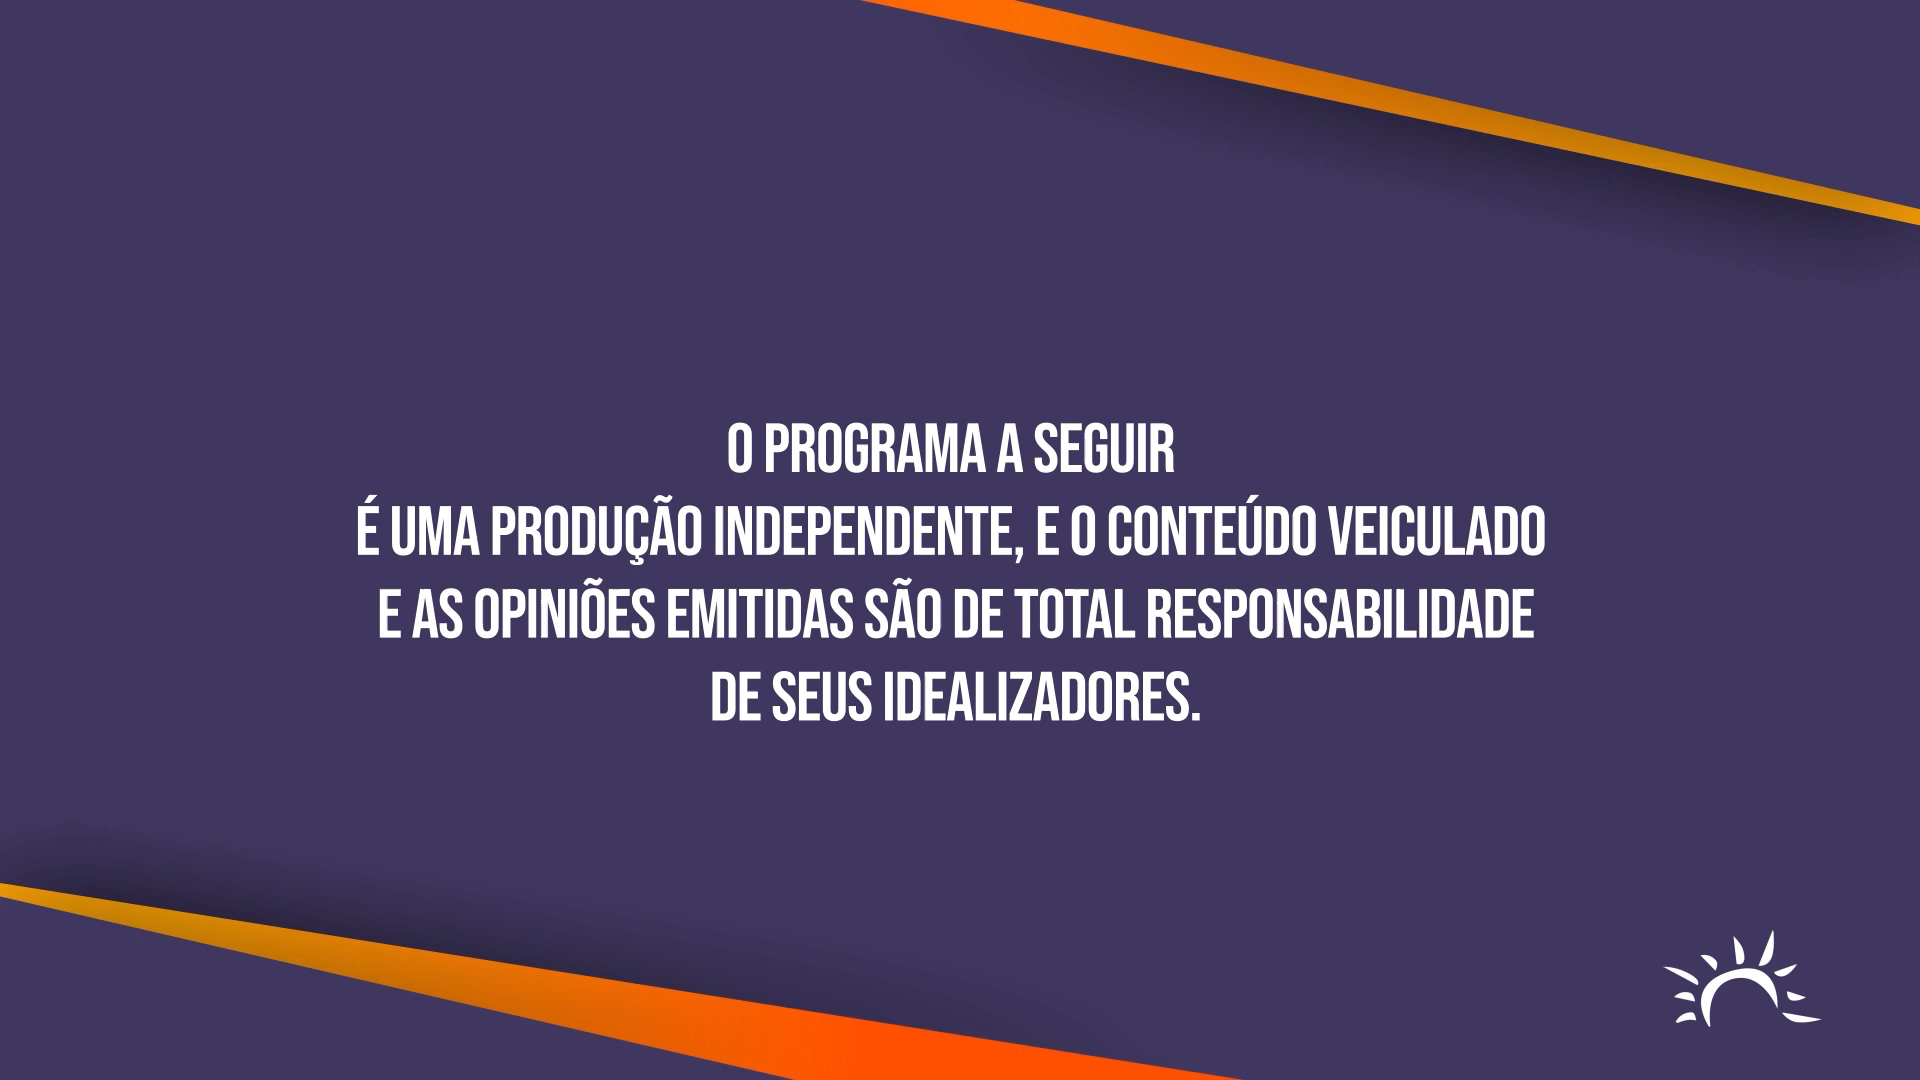 O PROGRAMA A SEGUIR
É UMA PRODUÇÃO INDEPENDENTE, E O CONTEÚDO VEICULADO
E AS OPINIÕES EMITIDAS SÃO DE TOTAL RESPONSABILIDADE
DE SEUS IDEALIZADORES.